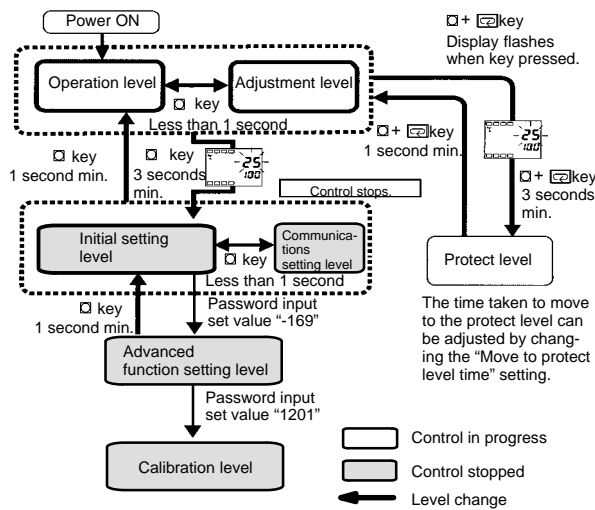 Power ON
Operation level
Adjustment level
key
Less than 1 second
+ key
Display flashes
when key pressed.
key
1 second min.
key
3 seconds
min.
25
100
Control stops.
+ key
1 second min.
25
100
+ key
3 seconds
min.
Initial setting
level
Communica-
tions
setting level
key
Less than 1 second
Protect level
key
1 second min.
Password input
set value "-169"
The time taken to move
to the protect level can
be adjusted by chang-
ing the "Move to protect
level time" setting.
Advanced
function setting level
Password input
set value "1201"
Calibration level
Control in progress
Control stopped
Level change